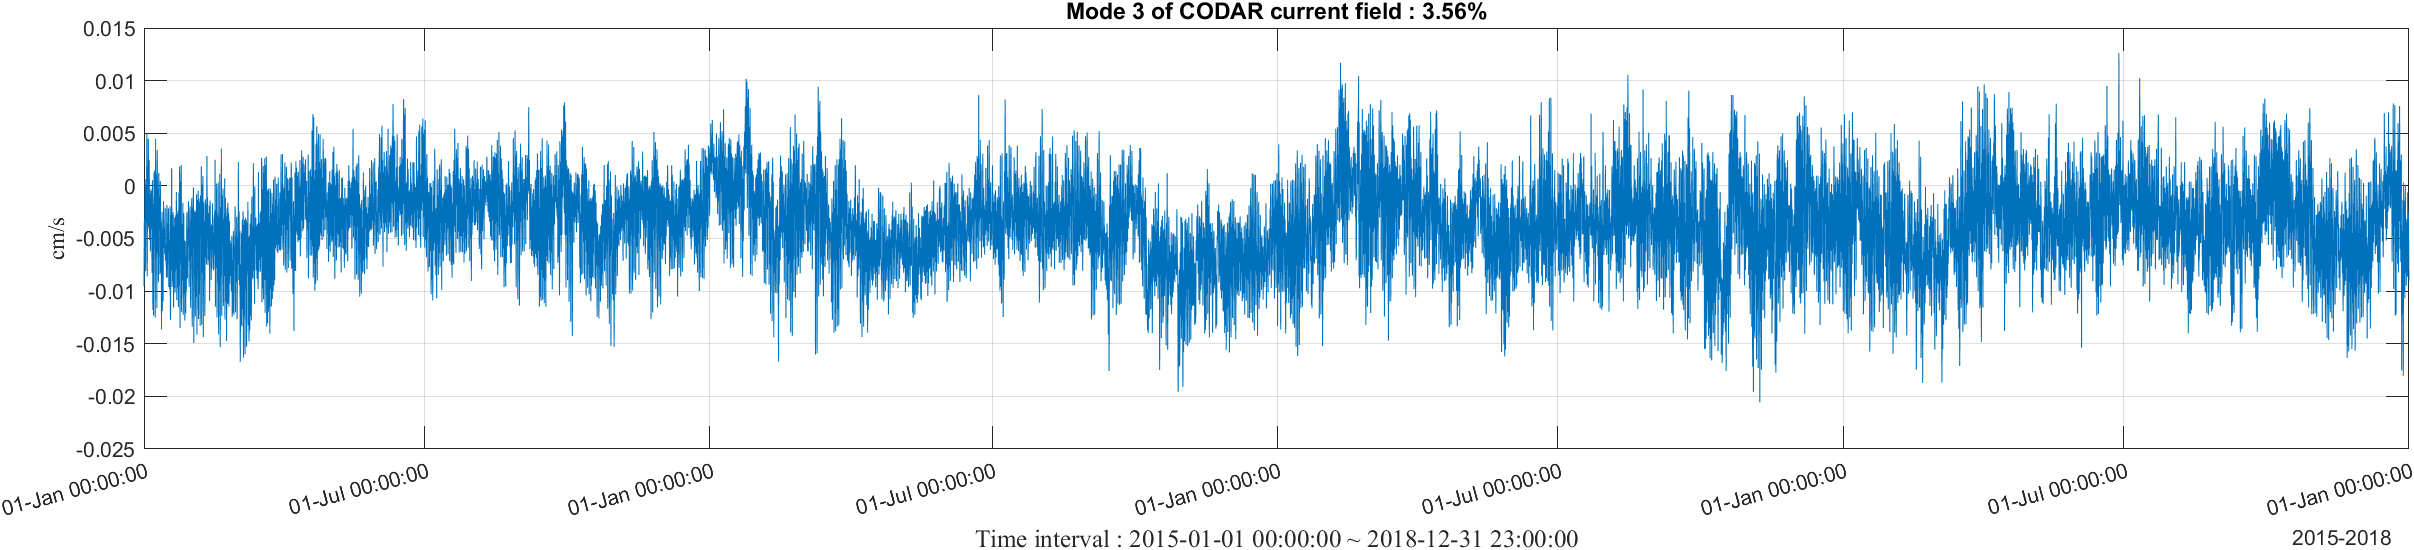 Mode 3 of CODAR current field : 3.56%
0.015
0.01
0.005
0
-0.005
-0.01
-0.015
-0.02
-0.025
cm/s
01-Jan 00:00:00
01-Jul 00:00:00
01-Jan 00:00:00
01-Jul 00:00:00
01-Jan 00:00:00
01-Jul 00:00:00
01-Jan 00:00:00
01-Jul 00:00:00
01-Jan 00:00:00
Time interval : 2015-01-01 00:00:00 ~ 2018-12-31 23:00:00
2015-2018